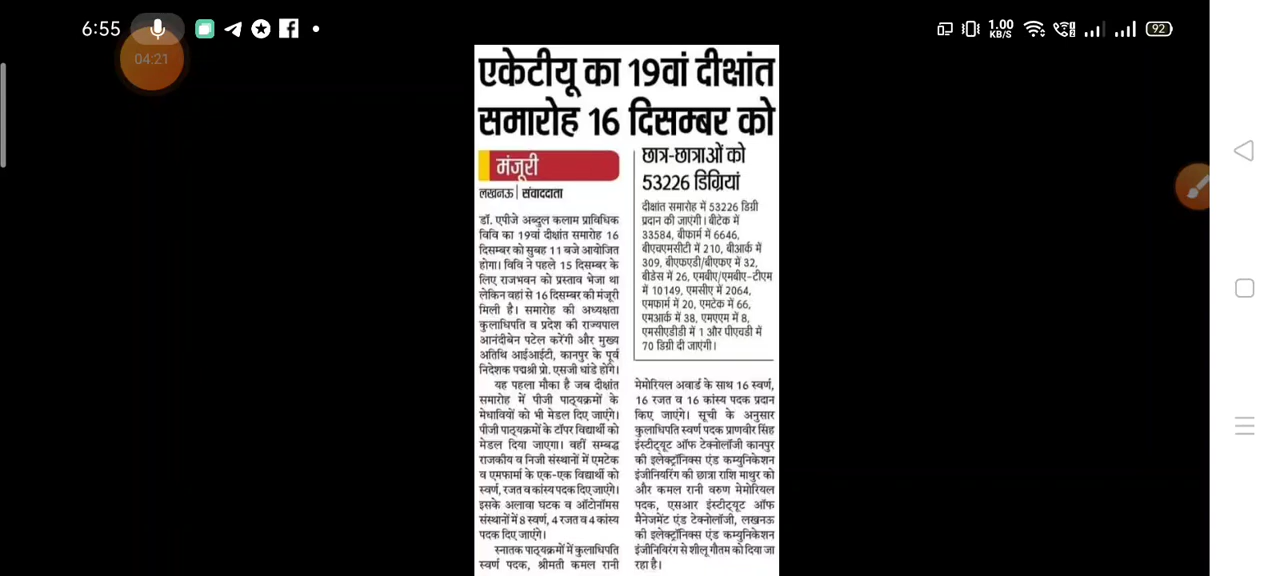 6:55
1.00
KB/S
92
04:21
एकेटीयू का 19वां दीक्षांत
समारोह 16 दिसम्बर को
मंजूरी
लखनऊ | संवाददाता
डॉ. एपीजे अब्दुल कलाम प्राविधिक
विवि का 19वां दीक्षांत समारोह 16
दिसम्बर को सुबह 11 बजे आयोजित
होगा। विवि ने पहले 15 दिसम्बर के
लिए राजभवन को प्रस्ताव भेजा था
लेकिन वहां से 16 दिसम्बर की मंजूरी
मिली है। समारोह की अध्यक्षता
कुलाधिपति व प्रदेश की राज्यपाल
आनंदीबेन पटेल करेंगी और मुख्य
अतिथि आईआईटी, कानपुर के पूर्व
निदेशक पद्मश्री प्रो. एसजी धांडे होंगे।
यह पहला मौका है जब दीक्षांत
समारोह में पीजी पाठ्यक्रमों के
मेधावियों को भी मेडल दिए जाएंगे।
पीजी पाठ्यक्रमों के टॉपर विद्यार्थी को
मेडल दिया जाएगा। वहीं सम्बद्ध
राजकीय व निजी संस्थानों में एमटेक
व एमफार्मा के एक-एक विद्यार्थी को
स्वर्ण, रजत व कांस्य पदक दिए जाएंगे।
इसके अलावा घटक व ऑटोनॉमस
संस्थानों में 8 स्वर्ण, 4 रजत व 4 कांस्य
पदक दिए जाएंगे।
स्नातक पाठ्यक्रमों में कुलाधिपति
स्वर्ण पदक, श्रीमती कमल रानी
छात्र-छात्राओं को
53226 डिग्रियां
दीक्षांत समारोह में 53226 डिग्री
प्रदान की जाएंगी। बीटेक में
33584, बीफार्म में 6646,
बीएचएमसीटी में 210, बीआर्क में
309, बीएफएडी/बीएफए में 32,
बीडेस में 26, एमबीए/एमबीए-टीएम
में 10149, एमसीए में 2064,
एमफार्म में 20, एमटेक में 66,
एमआर्क में 38, एमएएम में 8,
एमसीएडीडी में 1 और पीएचडी में
70 डिग्री दी जाएंगी।
मेमोरियल अवार्ड के साथ 16 स्वर्ण,
16 रजत व 16 कांस्य पदक प्रदान
किए जाएंगे। सूची के अनुसार
कुलाधिपति स्वर्ण पदक प्राणवीर सिंह
इंस्टीट्यूट ऑफ टेक्नोलॉजी कानपुर
की इलेक्ट्रॉनिक्स एंड कम्युनिकेशन
इंजीनियरिंग की छात्रा राशि माथुर को
और कमल रानी वरुण मेमोरियल
पदक, एसआर इंस्टीट्यूट ऑफ
मैनेजमेंट एंड टेक्नोलॉजी, लखनऊ
की इलेक्ट्रॉनिक्स एंड कम्युनिकेशन
इंजीनियिरंग से शीलू गौतम को दिया जा
रहा है।